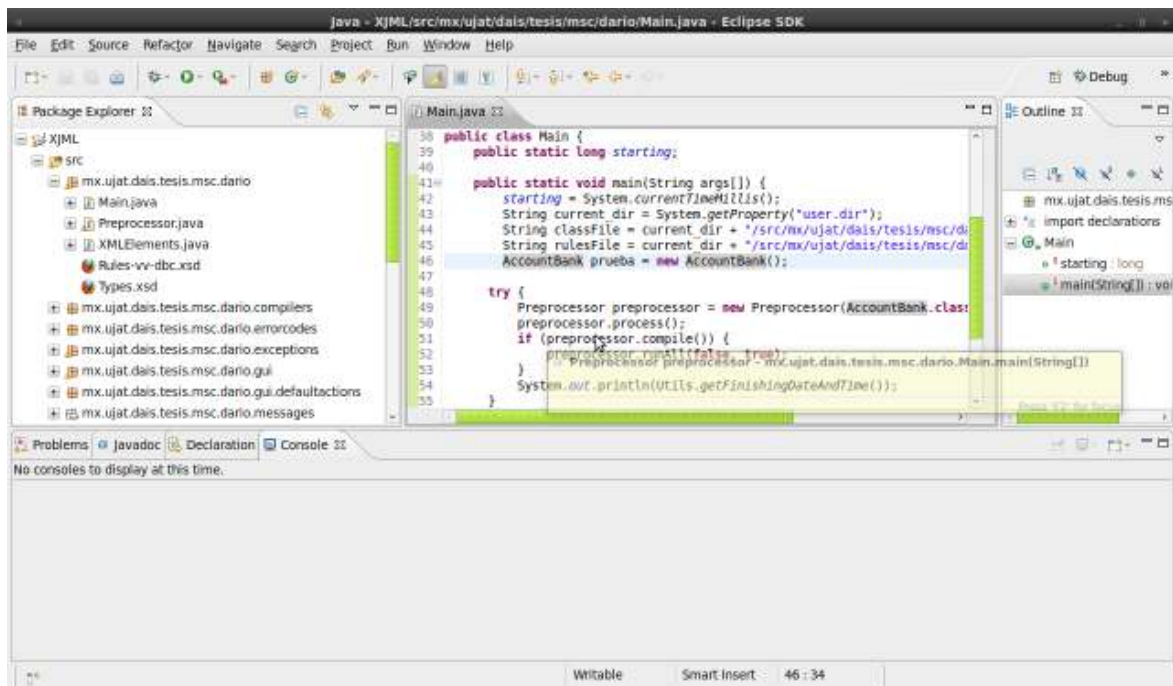 Java - XJML/src/mx/ujat/dais/tesis/msc/dario/Main.java - Eclipse SDK
File Edit Source Refactor Navigate Search Project Run Window Help
Debug
Package Explorer
XJML
src
mx.ujat.dais.tesis.msc.dario
Main.java
Preprocessor.java
XMLElements.java
Rules-vv-dbc.xsd
Types.xsd
mx.ujat.dais.tesis.msc.dario.compilers
mx.ujat.dais.tesis.msc.dario.errorcodes
mx.ujat.dais.tesis.msc.dario.exceptions
mx.ujat.dais.tesis.msc.dario.gui
mx.ujat.dais.tesis.msc.dario.gui.defaultactions
mx.ujat.dais.tesis.msc.dario.messages
Main.java
38 public class Main {
39 public static long starting;
40
41 public static void main(String args[]) {
42 starting = System.currentTimeMillis();
43 String current_dir = System.getProperty("user.dir");
44 String classFile = current_dir + "/src/mx/ujat/dais/tesis/msc/da
45 String rulesFile = current_dir + "/src/mx/ujat/dais/tesis/msc/da
46 AccountBank prueba = new AccountBank();
47
48 try {
49 Preprocessor preprocessor = new Preprocessor(AccountBank.class
50 preprocessor.process();
51 if (preprocessor.compile()) {
52 preprocessor.runAll(false, true);
Preprocessor preprocessor - mx.ujat.dais.tesis.msc.dario.Main.main(String[])
53 }
54 System.out.println(Utils.getFinishingDateAndTime());
55 }
Press 'F2' for focus
Outline
mx.ujat.dais.tesis.ms
import declarations
Main
starting : long
main(String[]) : voi
Problems Javadoc Declaration Console
No consoles to display at this time.
Writable Smart Insert 46 : 34